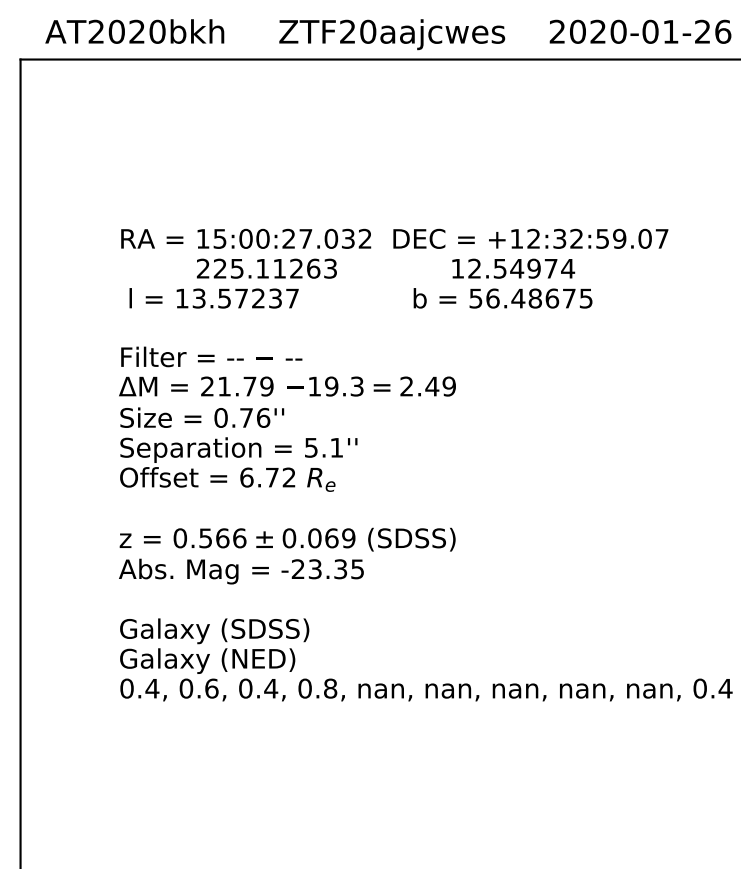 AT2020bkh ZTF20aajcwes 2020-01-26
RA = 15:00:27.032 DEC = +12:32:59.07
225.11263 12.54974
l = 13.57237 b = 56.48675
Filter = -- − --
ΔM = 21.79 −19.3 = 2.49
Size = 0.76''
Separation = 5.1''
Offset = 6.72 Rₑ
z = 0.566 ± 0.069 (SDSS)
Abs. Mag = -23.35
Galaxy (SDSS)
Galaxy (NED)
0.4, 0.6, 0.4, 0.8, nan, nan, nan, nan, nan, 0.4